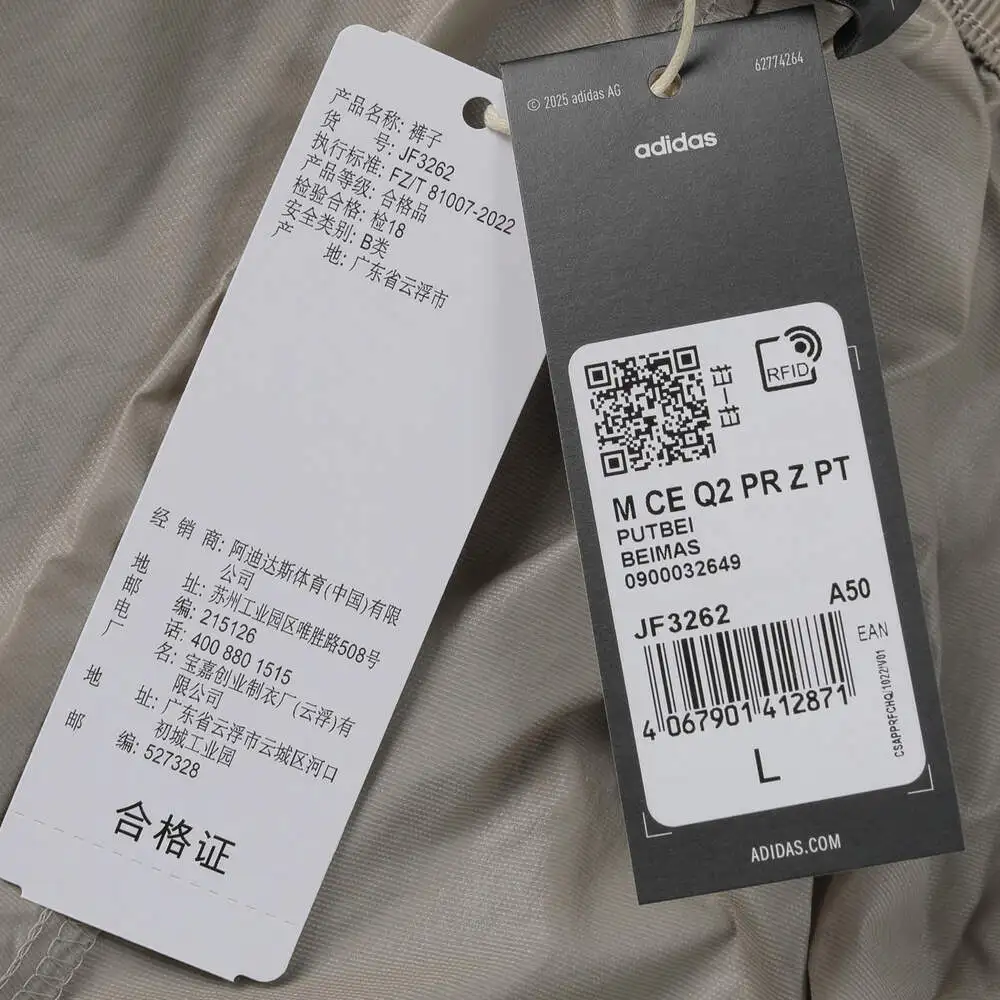 产品名称: 裤子
货 号: JF3262
执行标准: FZ/T 81007-2022
产品等级: 合格品
检验合格: 检18
安全类别: B类
产 地: 广东省云浮市
经 销 商: 阿迪达斯体育(中国)有限
公司
地 址: 苏州工业园区唯胜路508号
邮 编: 215126
电 话: 400 880 1515
厂 名: 宝嘉创业制衣厂(云浮)有
限公司
地 址: 广东省云浮市云城区河口
初城工业园
邮 编: 527328
合格证
© 2025 adidas AG
62774264
adidas
RFID
M CE Q2 PR Z PT
PUTBEI
BEIMAS
0900032649
JF3262
A50
EAN
4 067901 412871
L
ADIDAS.COM